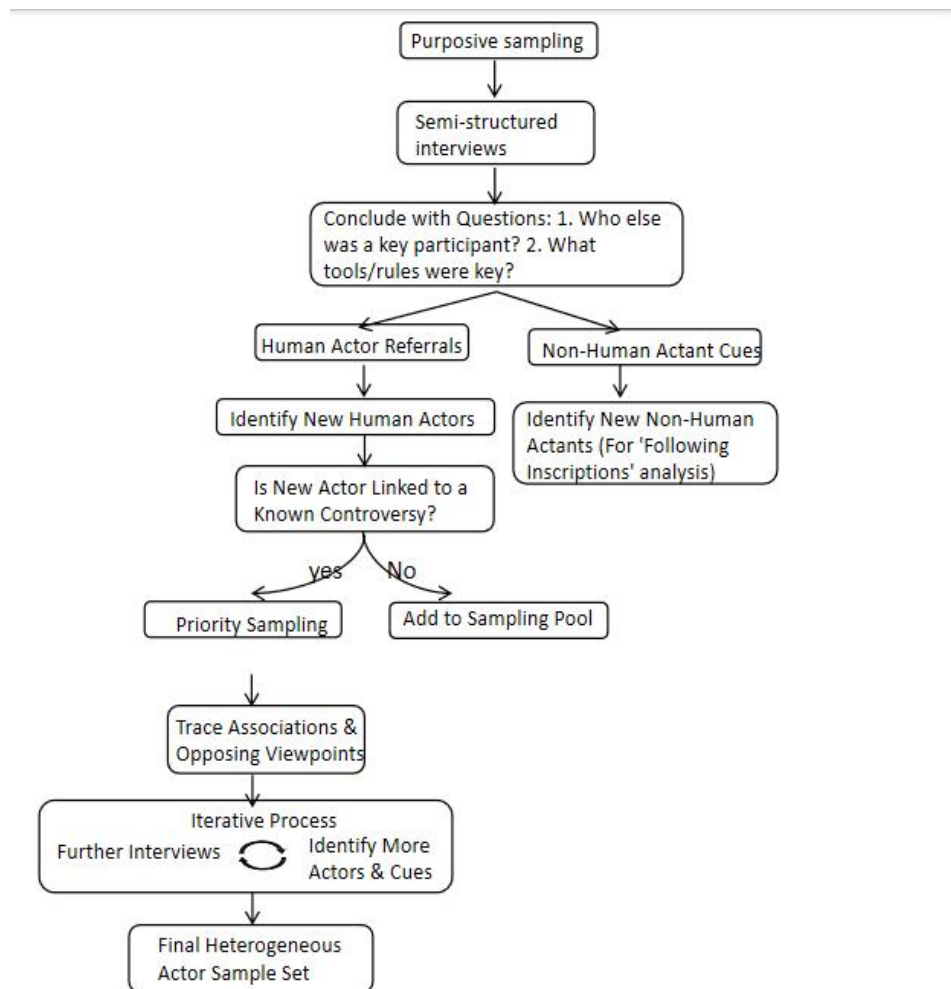 Purposive sampling
Semi-structured
interviews
Conclude with Questions: 1. Who else
was a key participant? 2. What
tools/rules were key?
Human Actor Referrals
Non-Human Actant Cues
Identify New Human Actors
Identify New Non-Human
Actants (For 'Following
Inscriptions' analysis)
Is New Actor Linked to a
Known Controversy?
yes
No
Priority Sampling
Add to Sampling Pool
Trace Associations &
Opposing Viewpoints
Iterative Process
Further Interviews
Identify More
Actors & Cues
Final Heterogeneous
Actor Sample Set